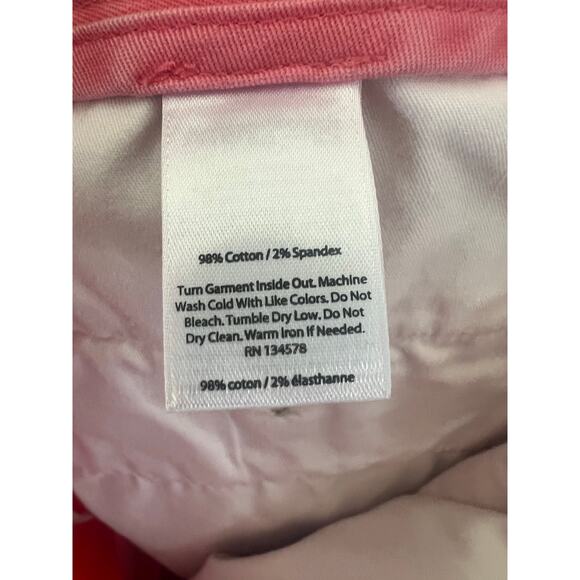 98% Cotton / 2% Spandex
Turn Garment Inside Out. Machine
Wash Cold With Like Colors. Do Not
Bleach. Tumble Dry Low. Do Not
Dry Clean. Warm Iron If Needed.
RN 134578
98% coton / 2% élasthanne